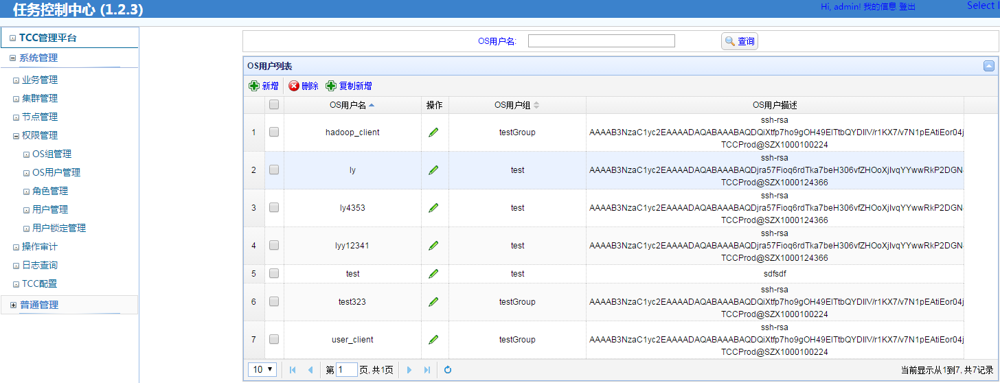 任务控制中心 (1.2.3)
Hi, admin! 我的信息 登出
Select
TCC管理平台
系统管理
业务管理
集群管理
节点管理
权限管理
OS组管理
OS用户管理
角色管理
用户管理
用户锁定管理
操作审计
日志查询
TCC配置
普通管理
OS用户名:
查询
OS用户列表
新增 删除 复制新增
OS用户名 操作 OS用户组 OS用户描述
ssh-rsa
1 hadoop_client testGroup AAAAB3NzaC1yc2EAAAADAQABAAABAQDQiXtfp7ho9gOH49ElTtbQYDIlV/r1KX7/v7N1pEAtiEor04j
TCCProd@SZX1000100224
ssh-rsa
2 ly test AAAAB3NzaC1yc2EAAAADAQABAAABAQDjra57Fioq6rdTka7beH306vfZHOoXjIvqYYwwRkP2DGN
TCCProd@SZX1000124366
ssh-rsa
3 ly4353 test AAAAB3NzaC1yc2EAAAADAQABAAABAQDjra57Fioq6rdTka7beH306vfZHOoXjIvqYYwwRkP2DGN
TCCProd@SZX1000124366
ssh-rsa
4 lyy12341 test AAAAB3NzaC1yc2EAAAADAQABAAABAQDjra57Fioq6rdTka7beH306vfZHOoXjIvqYYwwRkP2DGN
TCCProd@SZX1000124366
5 test test sdfsdf
ssh-rsa
6 test323 testGroup AAAAB3NzaC1yc2EAAAADAQABAAABAQDQiXtfp7ho9gOH49ElTtbQYDIlV/r1KX7/v7N1pEAtiEor04j
TCCProd@SZX1000100224
ssh-rsa
7 user_client testGroup AAAAB3NzaC1yc2EAAAADAQABAAABAQDQiXtfp7ho9gOH49ElTtbQYDIlV/r1KX7/v7N1pEAtiEor04j
TCCProd@SZX1000100224
10 第 1 页, 共1页 当前显示从1到7, 共7记录